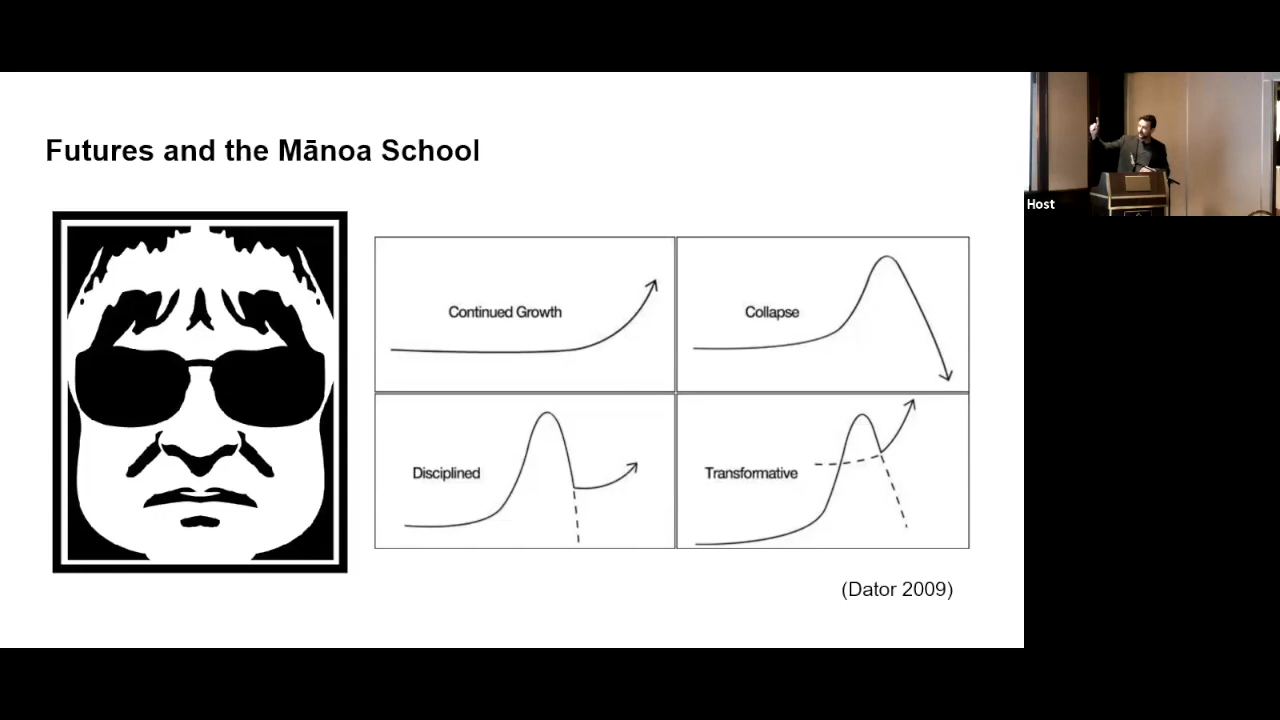 Futures and the Mānoa School
Continued Growth
Collapse
Disciplined
Transformative
(Dator 2009)
Host